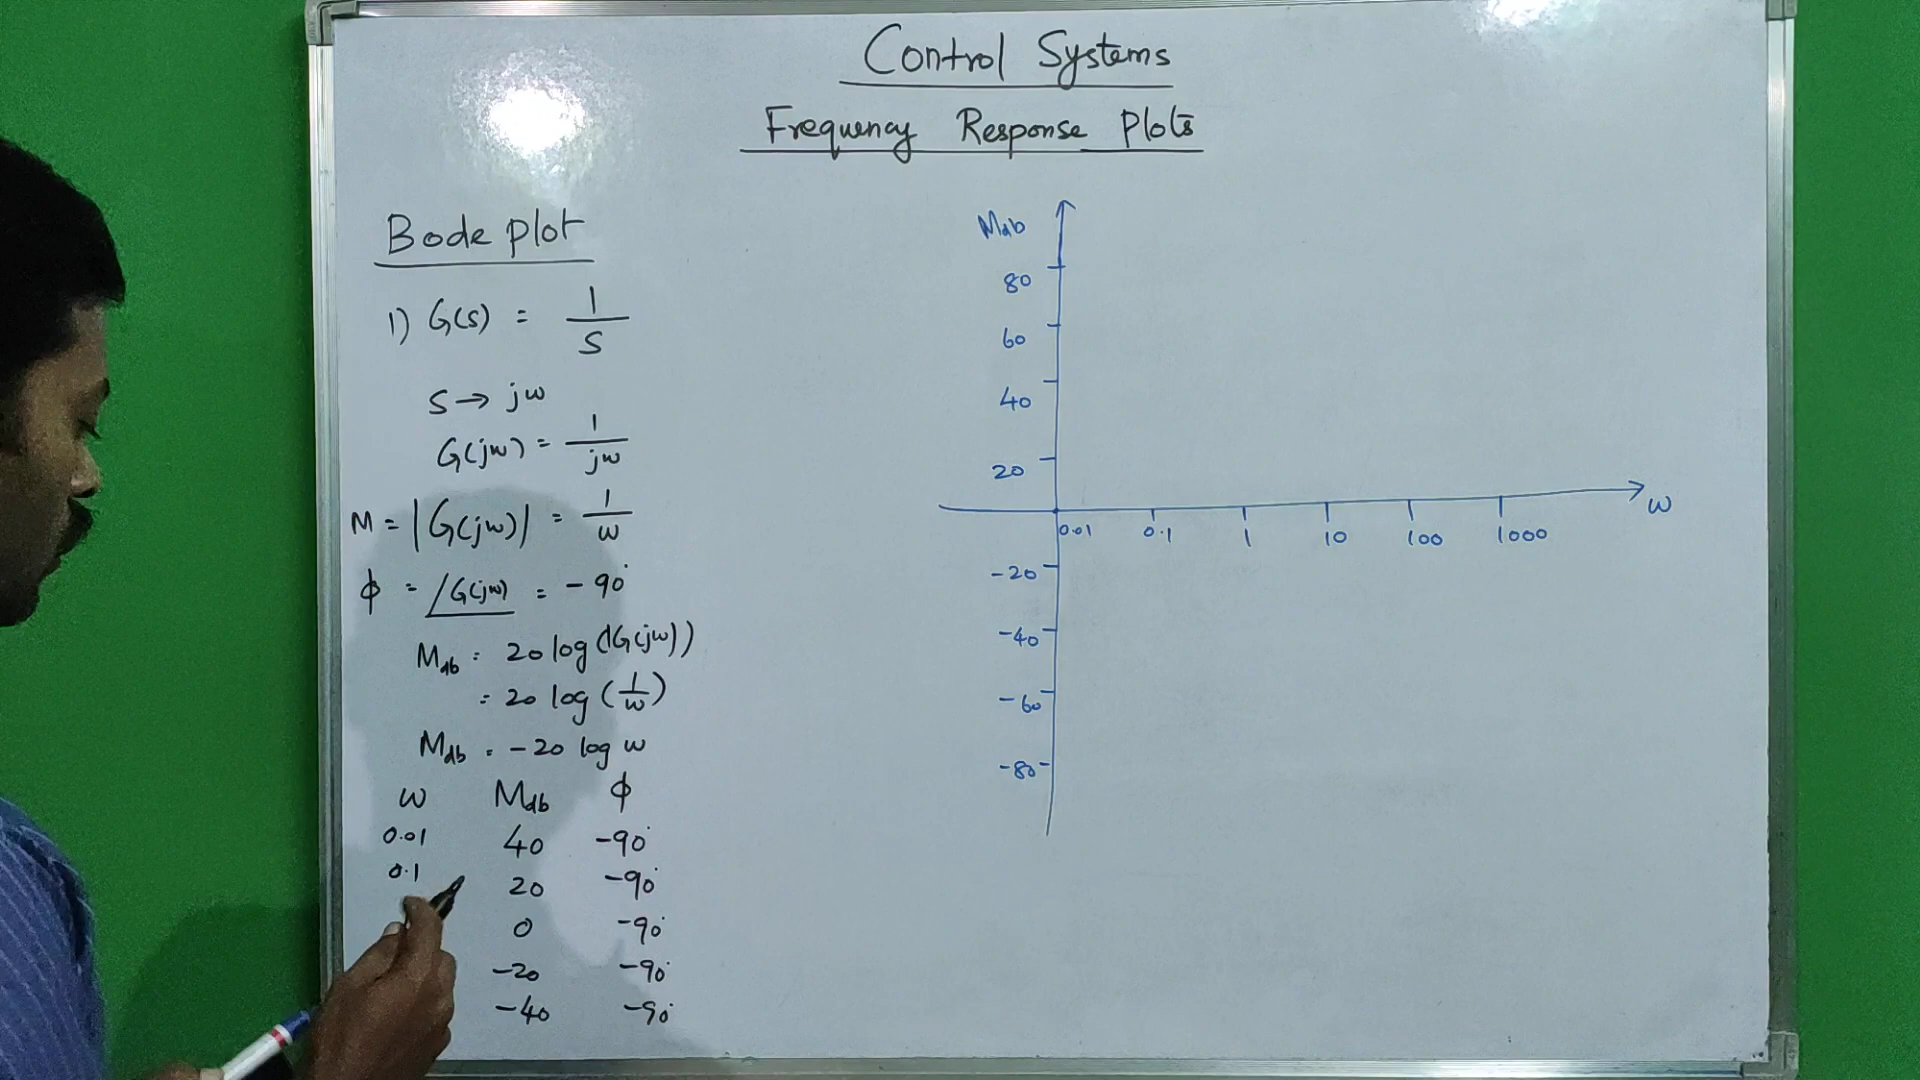 Control Systems
Frequency Response Plots
Bode plot
1) G(s) = 1/s
s → jω
G(jω) = 1/jω
M = |G(jω)| = 1/ω
ϕ = /G(jω) = -90°
Mdb = 20 log(|G(jω)|)
= 20 log(1/ω)
Mdb = -20 log ω
ω Mdb ϕ
0.01 40 -90°
0.1 20 -90°
0 -90°
-20 -90°
-40 -90°
Mdb
80
60
40
20
0.01 0.1 1 10 100 1000 ω
-20
-40
-60
-80